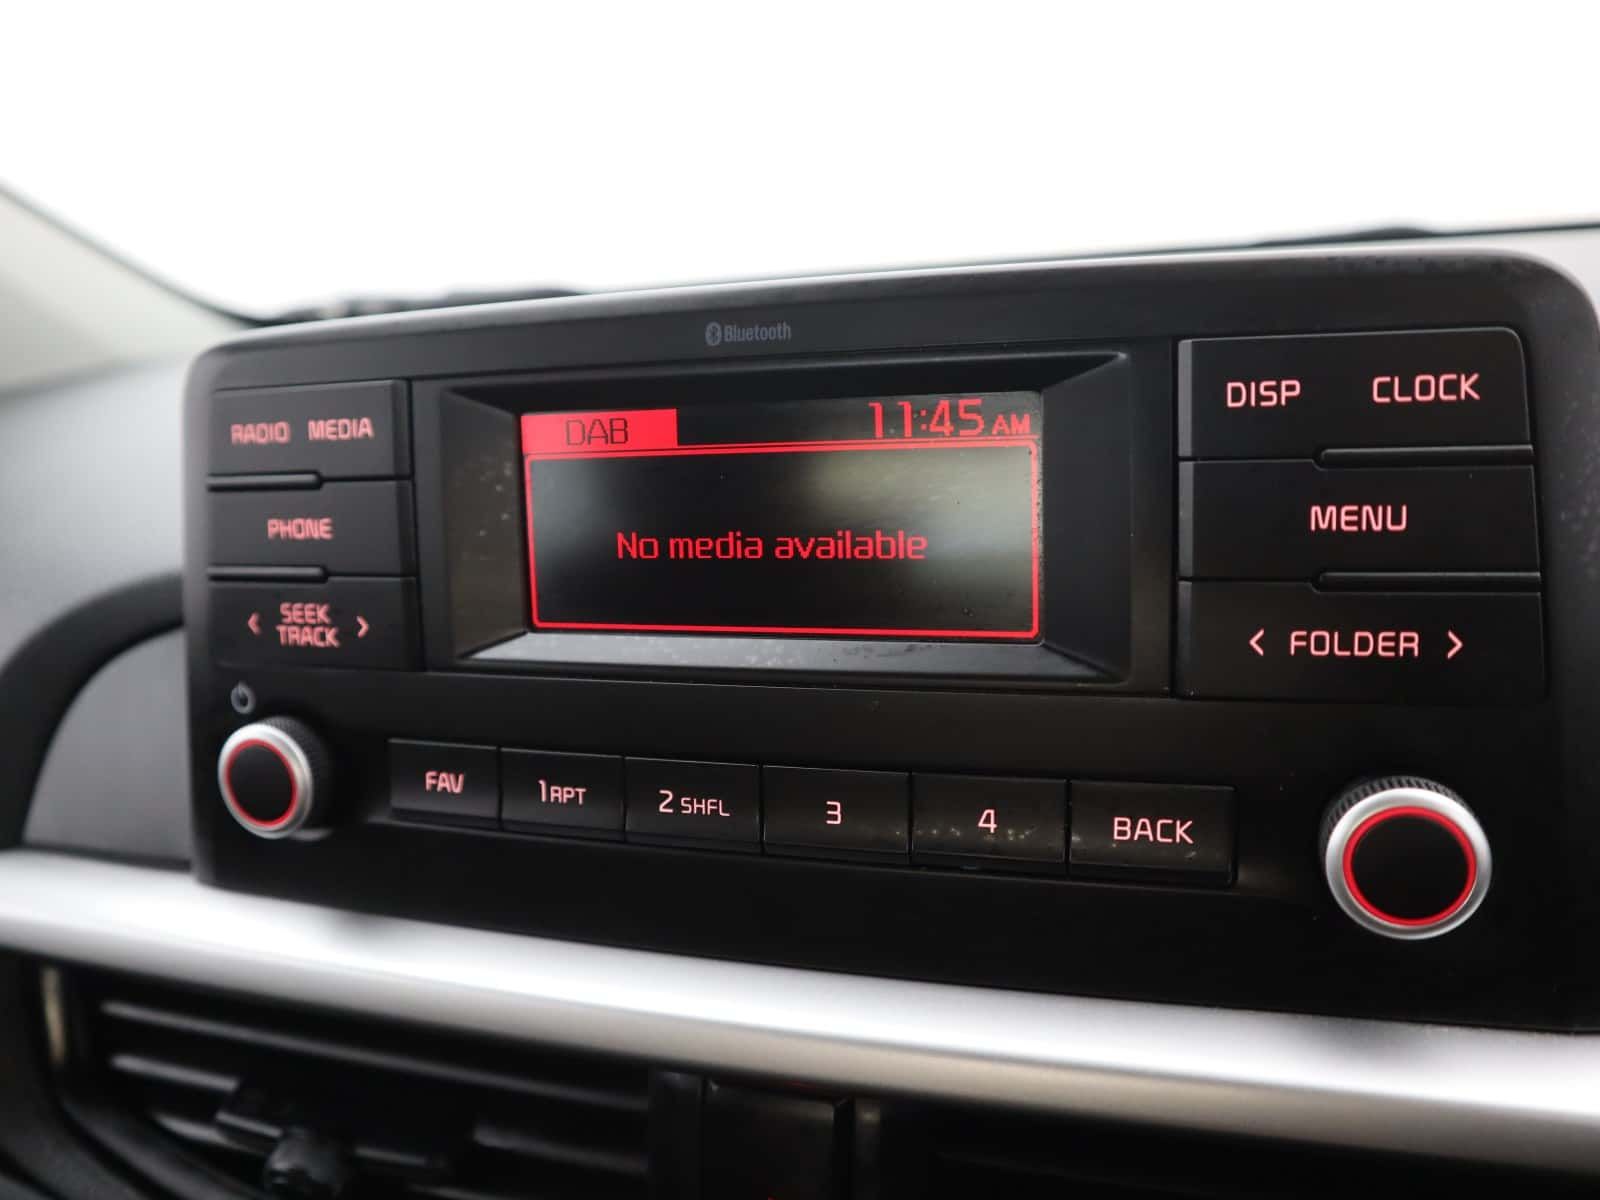 Bluetooth
RADIO MEDIA
PHONE
< SEEK TRACK >
DAB 11:45 AM
No media available
DISP CLOCK
MENU
< FOLDER >
FAV 1 RPT 2 SHFL 3 4 BACK